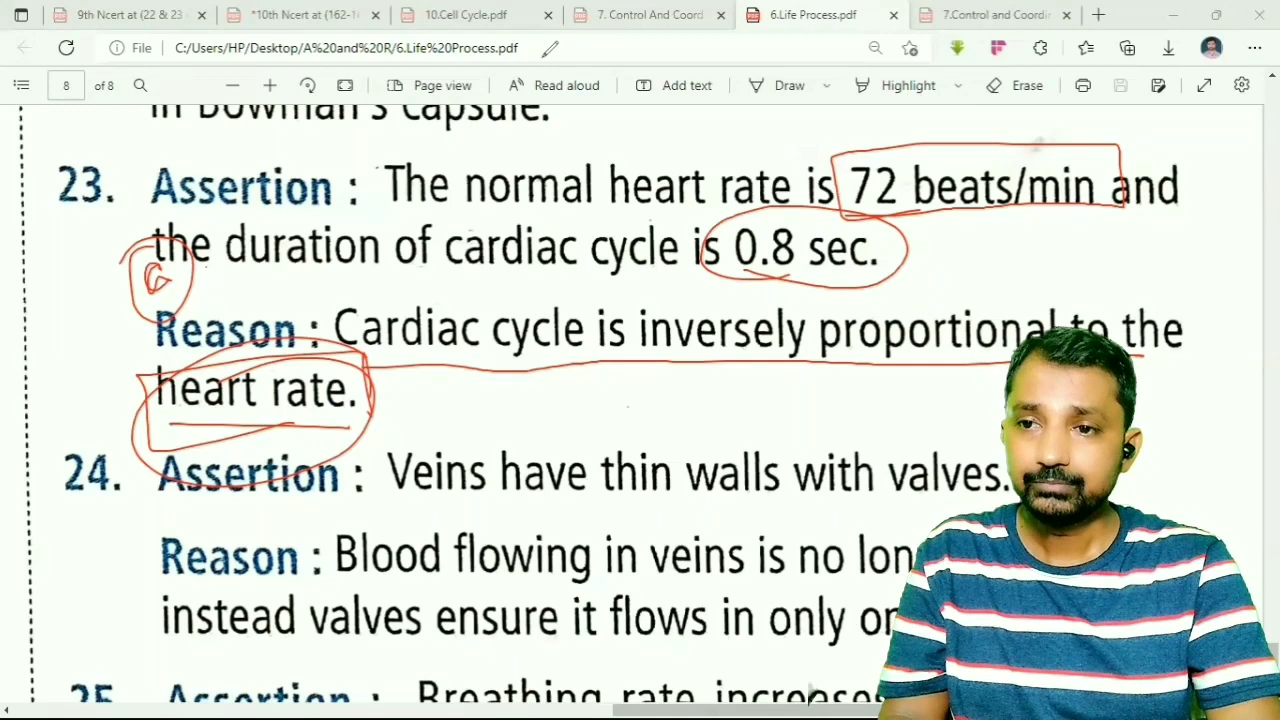 9th Ncert at (22 & 23
*10th Ncert at (162-1
10.Cell Cycle.pdf
7. Control And Coord
6.Life Process.pdf
7.Control and Coordi
File
C:/Users/HP/Desktop/A%20and%20R/6.Life%20Process.pdf
8
of 8
Page view
Read aloud
Add text
Draw
Highlight
Erase
in Bowman's capsule.
23. Assertion : The normal heart rate is 72 beats/min and
the duration of cardiac cycle is 0.8 sec.
Reason : Cardiac cycle is inversely proportional to the
heart rate.
24. Assertion : Veins have thin walls with valves.
Reason : Blood flowing in veins is no lon
instead valves ensure it flows in only on
25. Assertion : Breathing rate increases